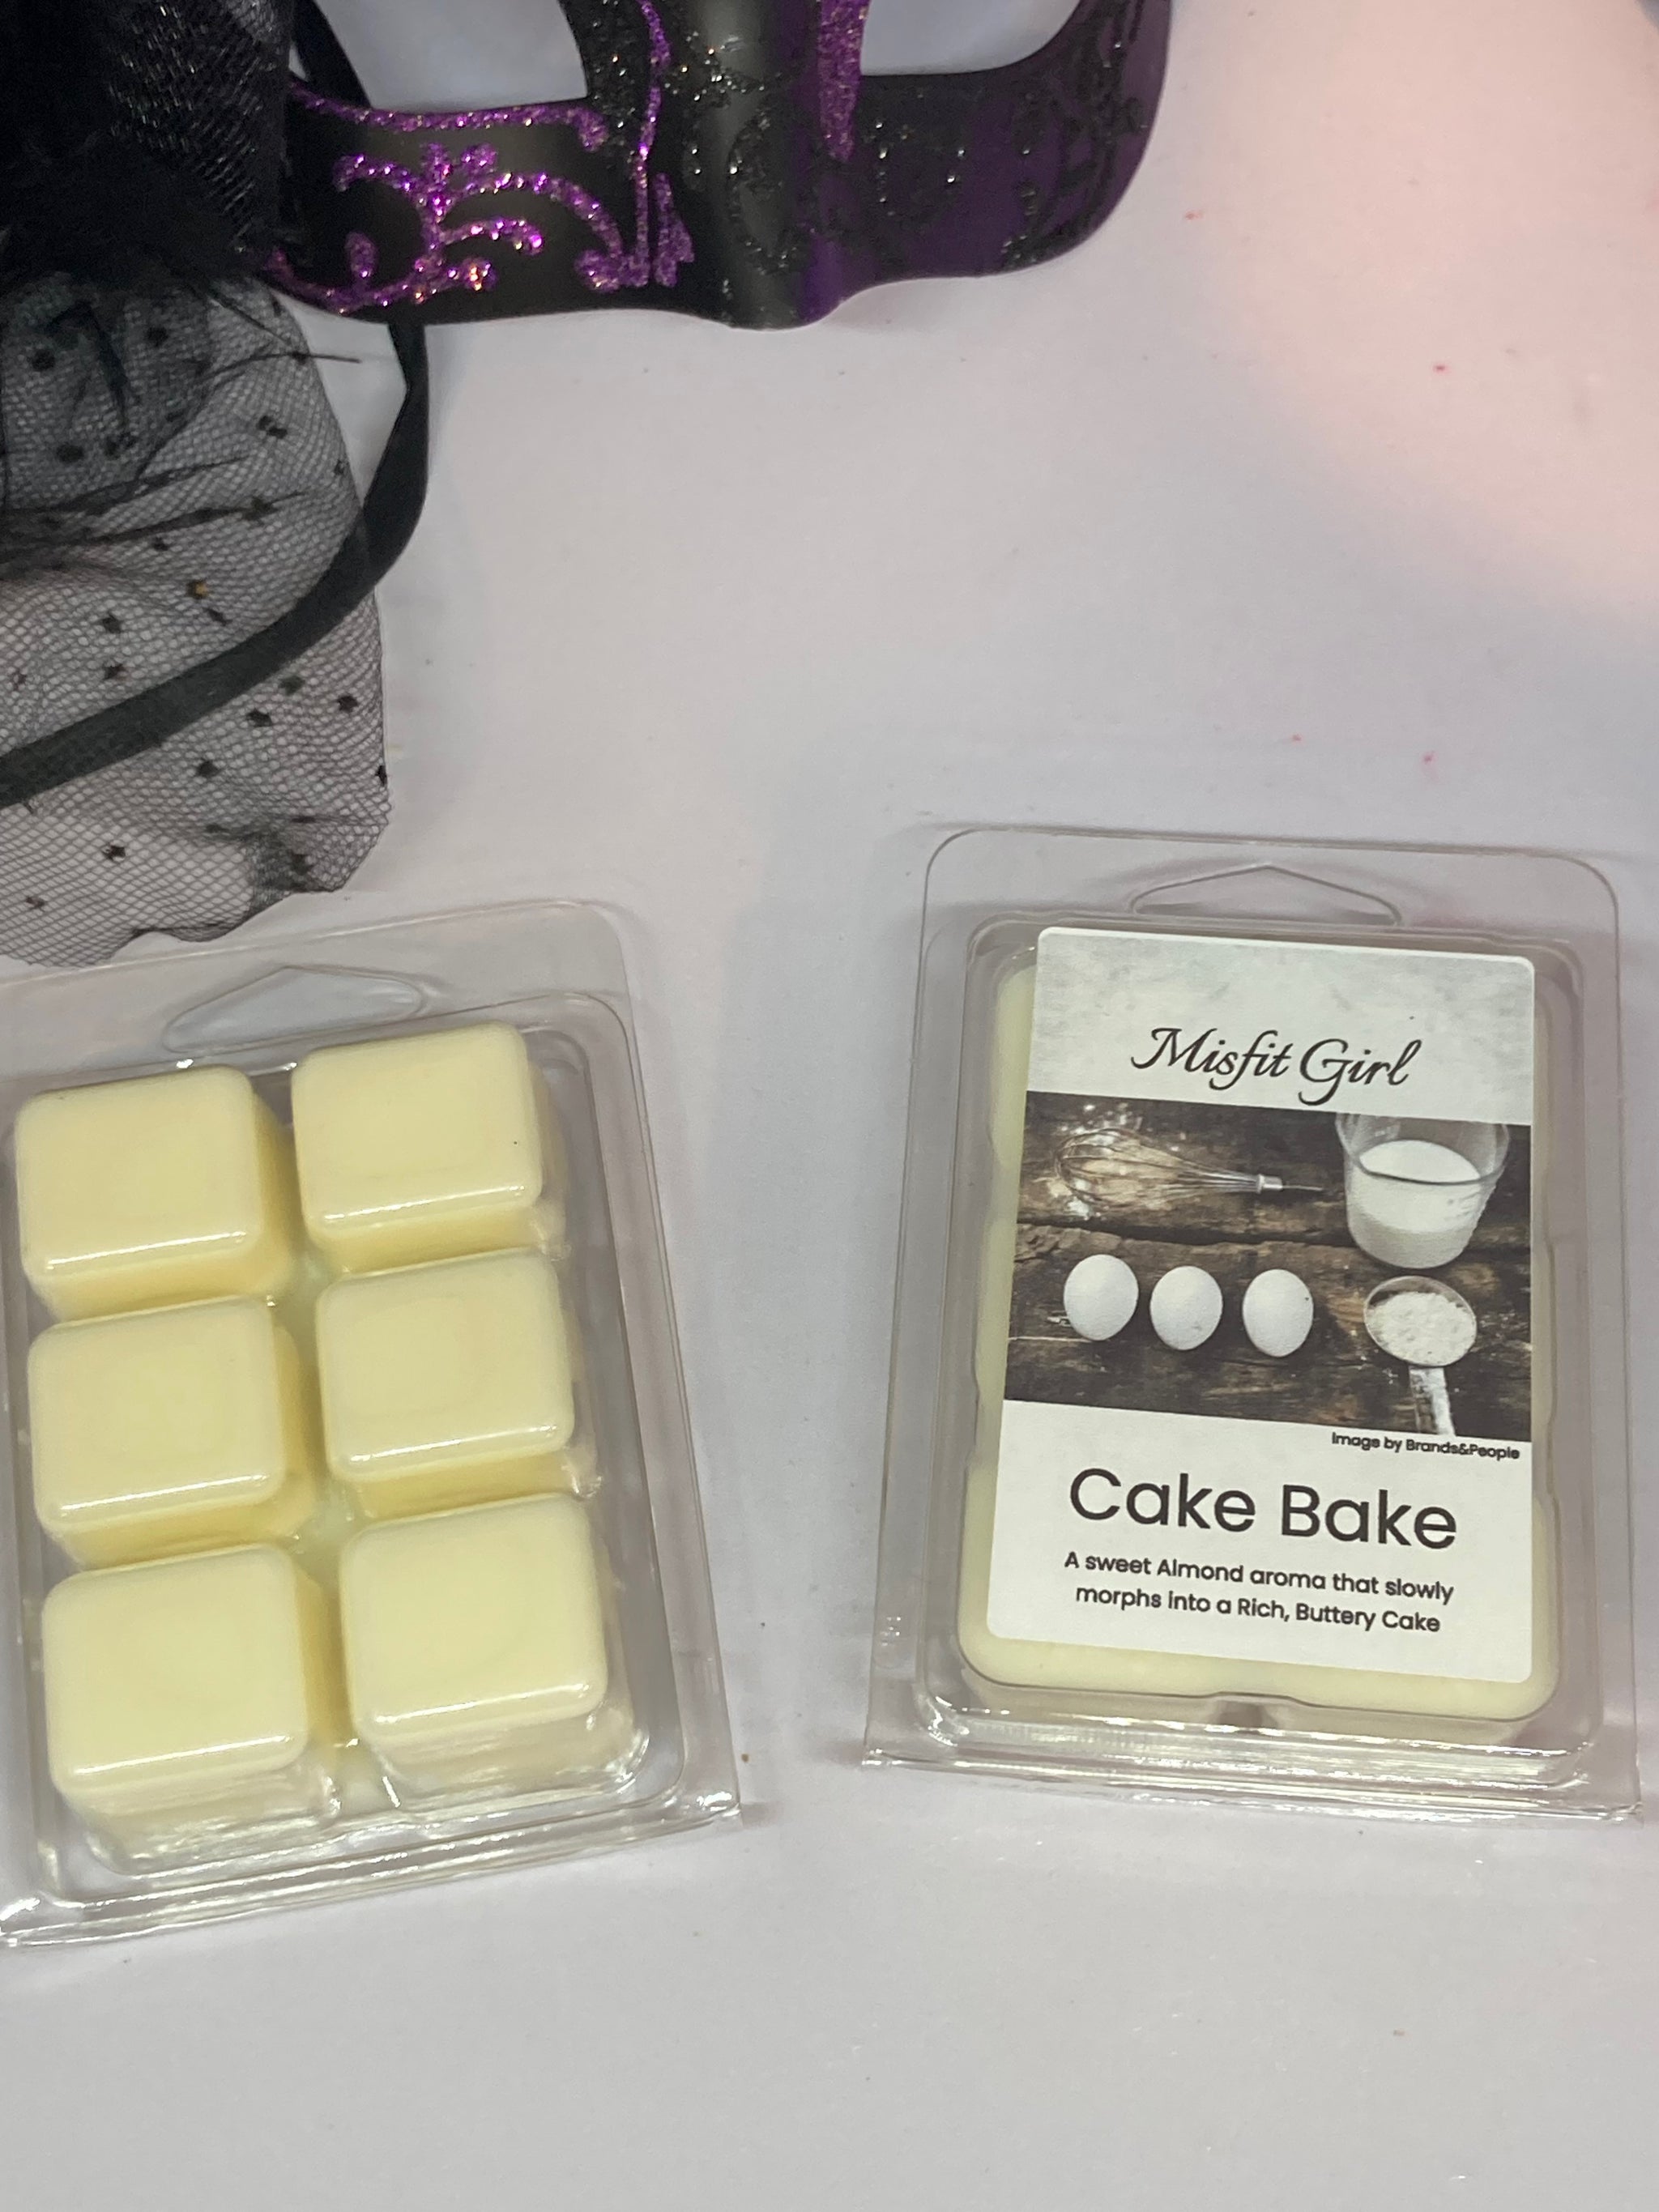 Misfit Girl
Image by Brands&People
Cake Bake
A sweet Almond aroma that slowly
morphs into a Rich, Buttery Cake